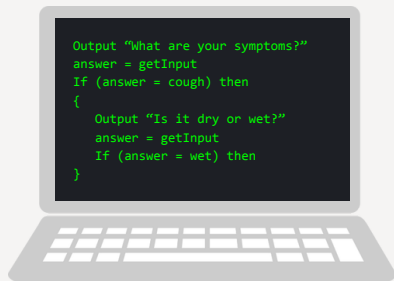 Output “What are your symptoms?”
answer = getInput
If (answer = cough) then
{
Output “Is it dry or wet?”
answer = getInput
If (answer = wet) then
}